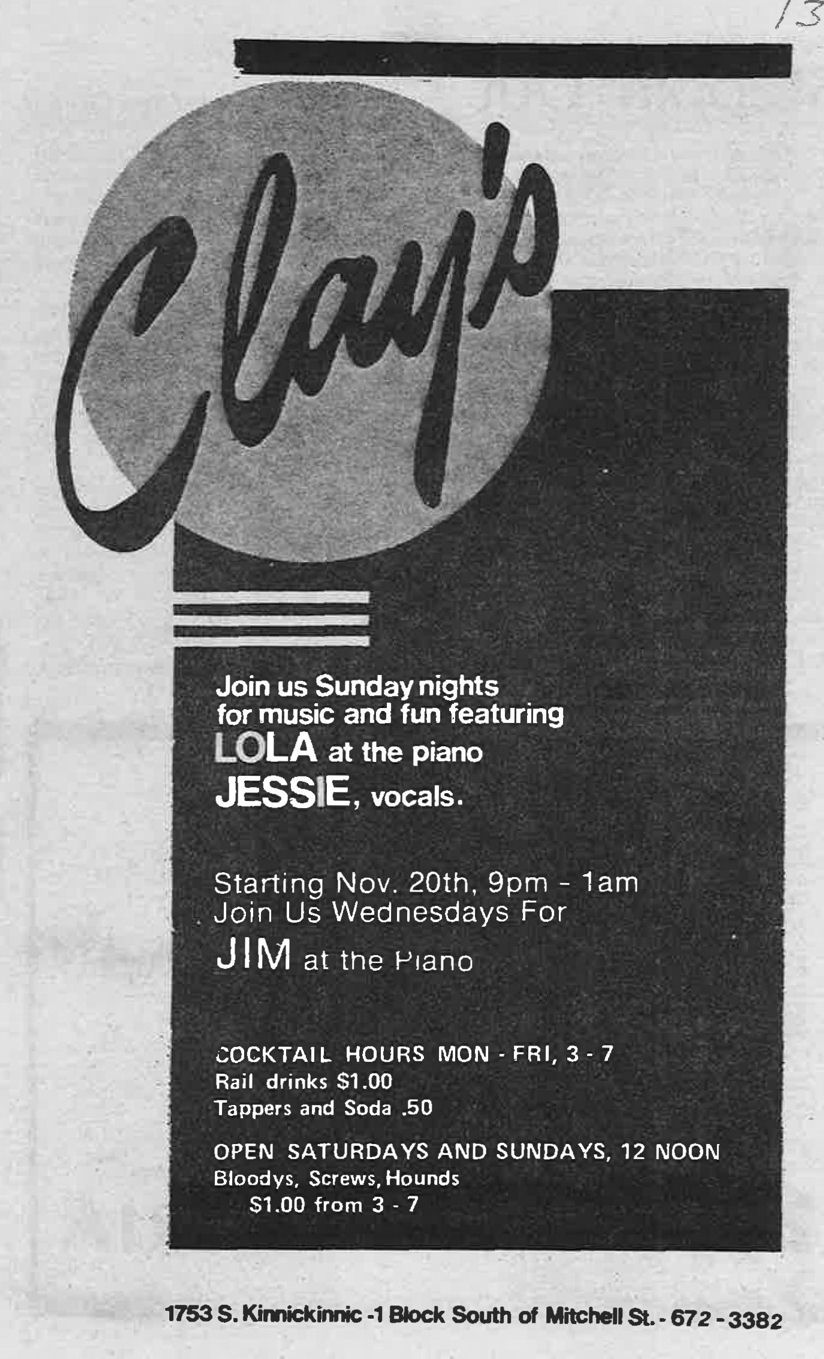 13
Clay's
Join us Sunday nights
for music and fun featuring
LOLA at the piano
JESSIE, vocals.
Starting Nov. 20th, 9pm - 1am
Join Us Wednesdays For
JIM at the Piano
COCKTAIL HOURS MON - FRI, 3 - 7
Rail drinks $1.00
Tappers and Soda .50
OPEN SATURDAYS AND SUNDAYS, 12 NOON
Bloodys, Screws, Hounds
$1.00 from 3 - 7
1753 S. Kinnickinnic -1 Block South of Mitchell St. - 672 - 3382